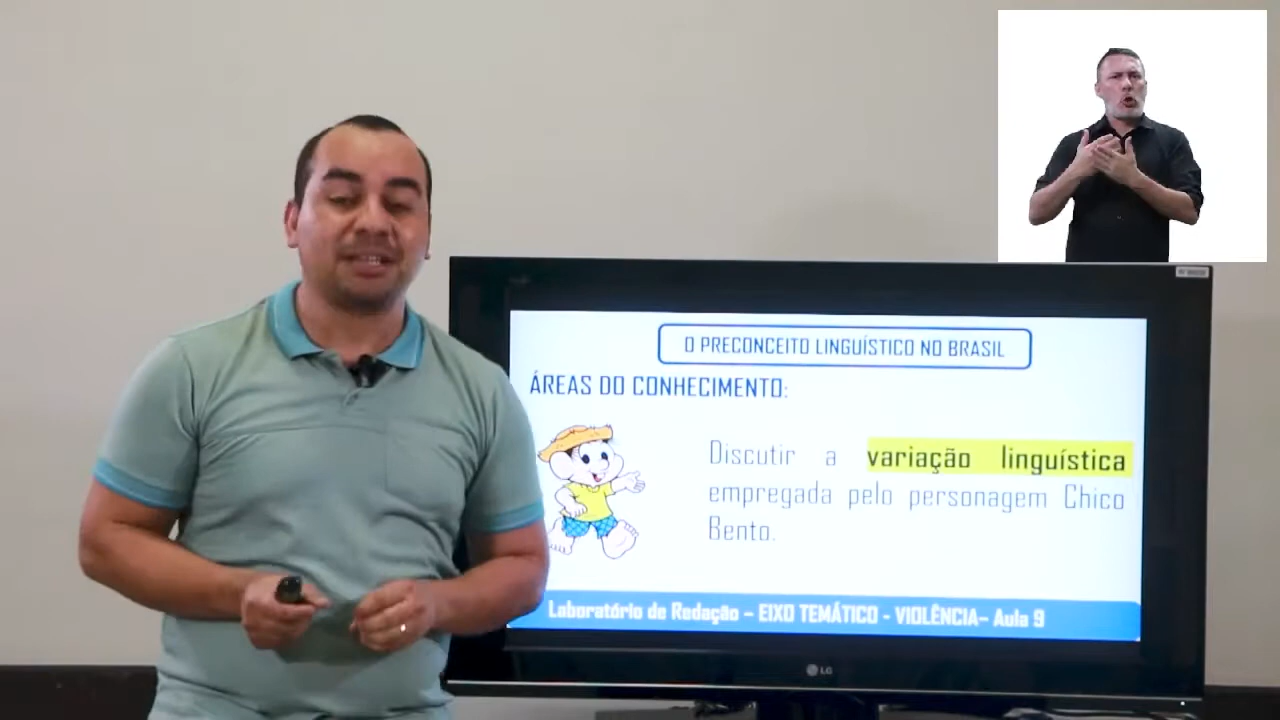 O PRECONCEITO LINGUÍSTICO NO BRASIL
ÁREAS DO CONHECIMENTO:
Discutir a variação linguística
empregada pelo personagem Chico
Bento.
Laboratório de Redação – EIXO TEMÁTICO - VIOLÊNCIA– Aula 9
LG